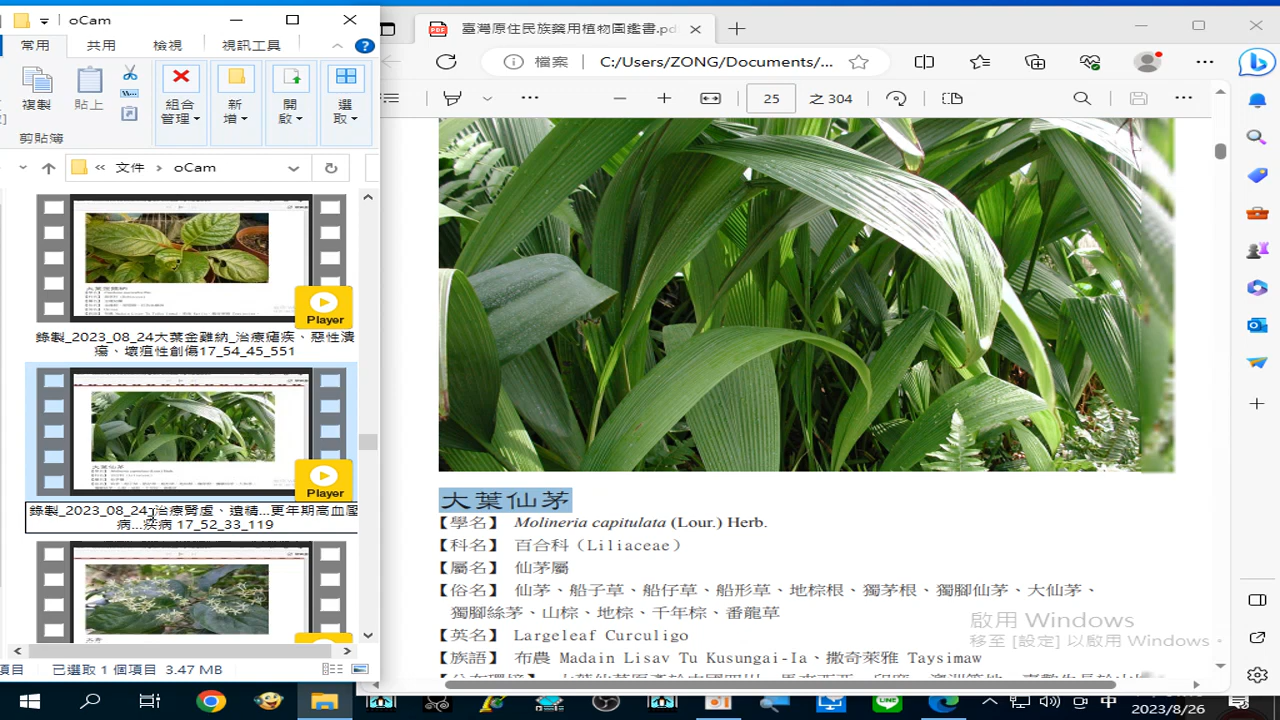 oCam
常用 共用 檢視 視訊工具
複製 貼上 組合管理 新增 開啟 選取
剪貼簿
« 文件 › oCam
大葉金雞納
Player
錄製_2023_08_24大葉金雞納_治療瘧疾、惡性潰
瘍、壞疽性創傷17_54_45_551
大葉仙茅
Player
錄製_2023_08_24治療腎虛、遺精...更年期高血壓
病...疾病 17_52_33_119
項目 已選取 1 個項目 3.47 MB
臺灣原住民族藥用植物圖鑑書.pd
檔案 C:/Users/ZONG/Documents/...
25 之 304
大葉仙茅
【學名】 Molineria capitulata (Lour.) Herb.
【科名】 百合科（Liliaceae）
【屬名】 仙茅屬
【俗名】 仙茅、船子草、船仔草、船形草、地棕根、獨茅根、獨腳仙茅、大仙茅、
獨腳絲茅、山棕、地棕、千年棕、番龍草
【英名】 Largeleaf Curculigo
【族語】 布農 Madain Lisav Tu Kusungai-Ia、撒奇萊雅 Taysimaw
啟用 Windows
移至 [設定] 以啟用 Windows。
中
2023/8/26